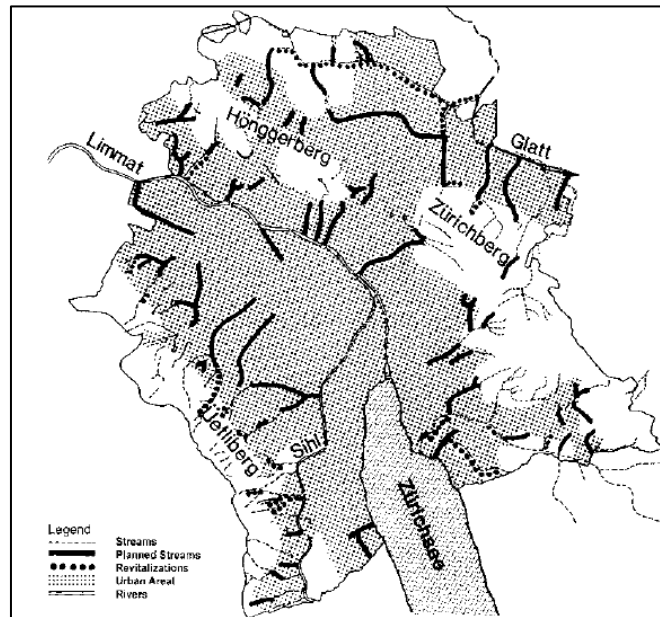 Hönggerberg
Limmat
Glatt
Zürichberg
Uetliberg
Sihl
Zürichsee
Legend
Streams
Planned Streams
Revitalizations
Urban Areal
Rivers